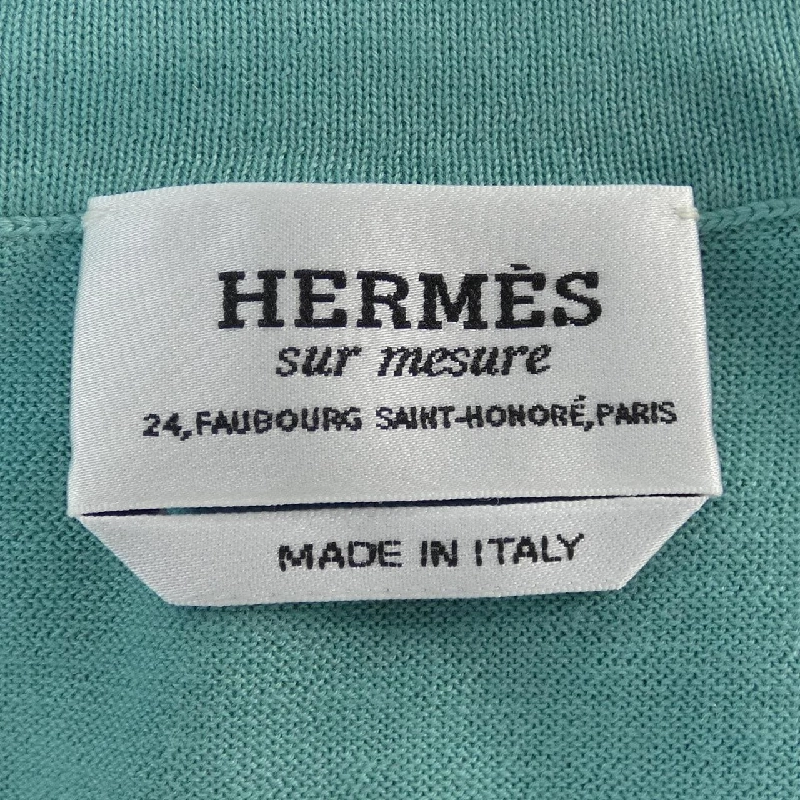 HERMÈS
sur mesure
24, FAUBOURG SAINT-HONORÉ, PARIS
MADE IN ITALY